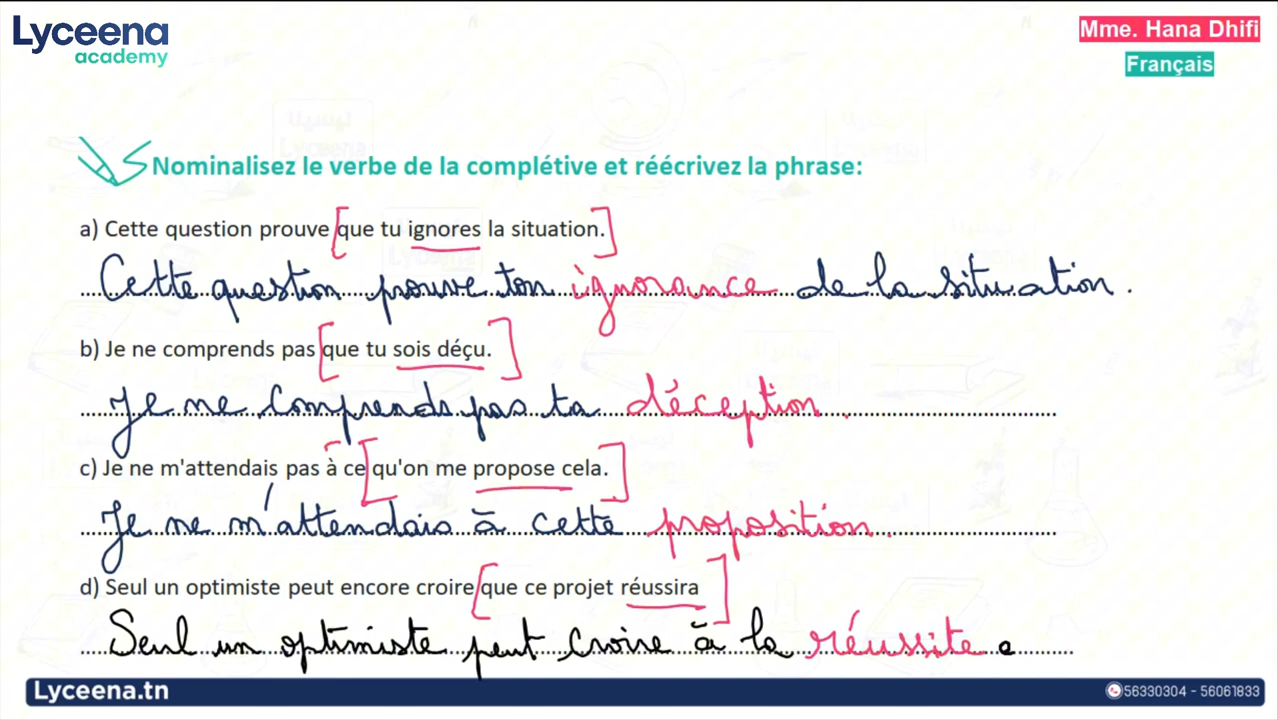 Lyceena
academy
Mme. Hana Dhifi
Français
Nominalisez le verbe de la complétive et réécrivez la phrase:
a) Cette question prouve que tu ignores la situation.
Cette question prouve ton ignorance de la situation.
b) Je ne comprends pas que tu sois déçu.
Je ne comprends pas ta déception.
c) Je ne m'attendais pas à ce qu'on me propose cela.
Je ne m'attendais à cette proposition.
d) Seul un optimiste peut encore croire que ce projet réussira
Seul un optimiste peut croire à la réussite
Lyceena.tn
56330304 - 56061833